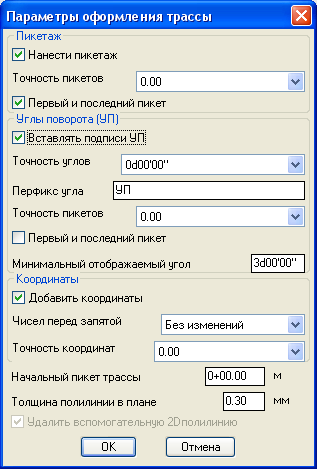 Параметры оформления трассы
Пикетаж
Нанести пикетаж
Точность пикетов 0.00
Первый и последний пикет
Углы поворота (УП)
Вставлять подписи УП
Точность углов 0d00'00"
Перфикс угла УП
Точность пикетов 0.00
Первый и последний пикет
Минимальный отображаемый угол 3d00'00"
Координаты
Добавить координаты
Чисел перед запятой Без изменений
Точность координат 0.00
Начальный пикет трассы 0+00.00 м
Толщина полилинии в плане 0.30 мм
Удалить вспомогательную 2D полилинию
OK Отмена